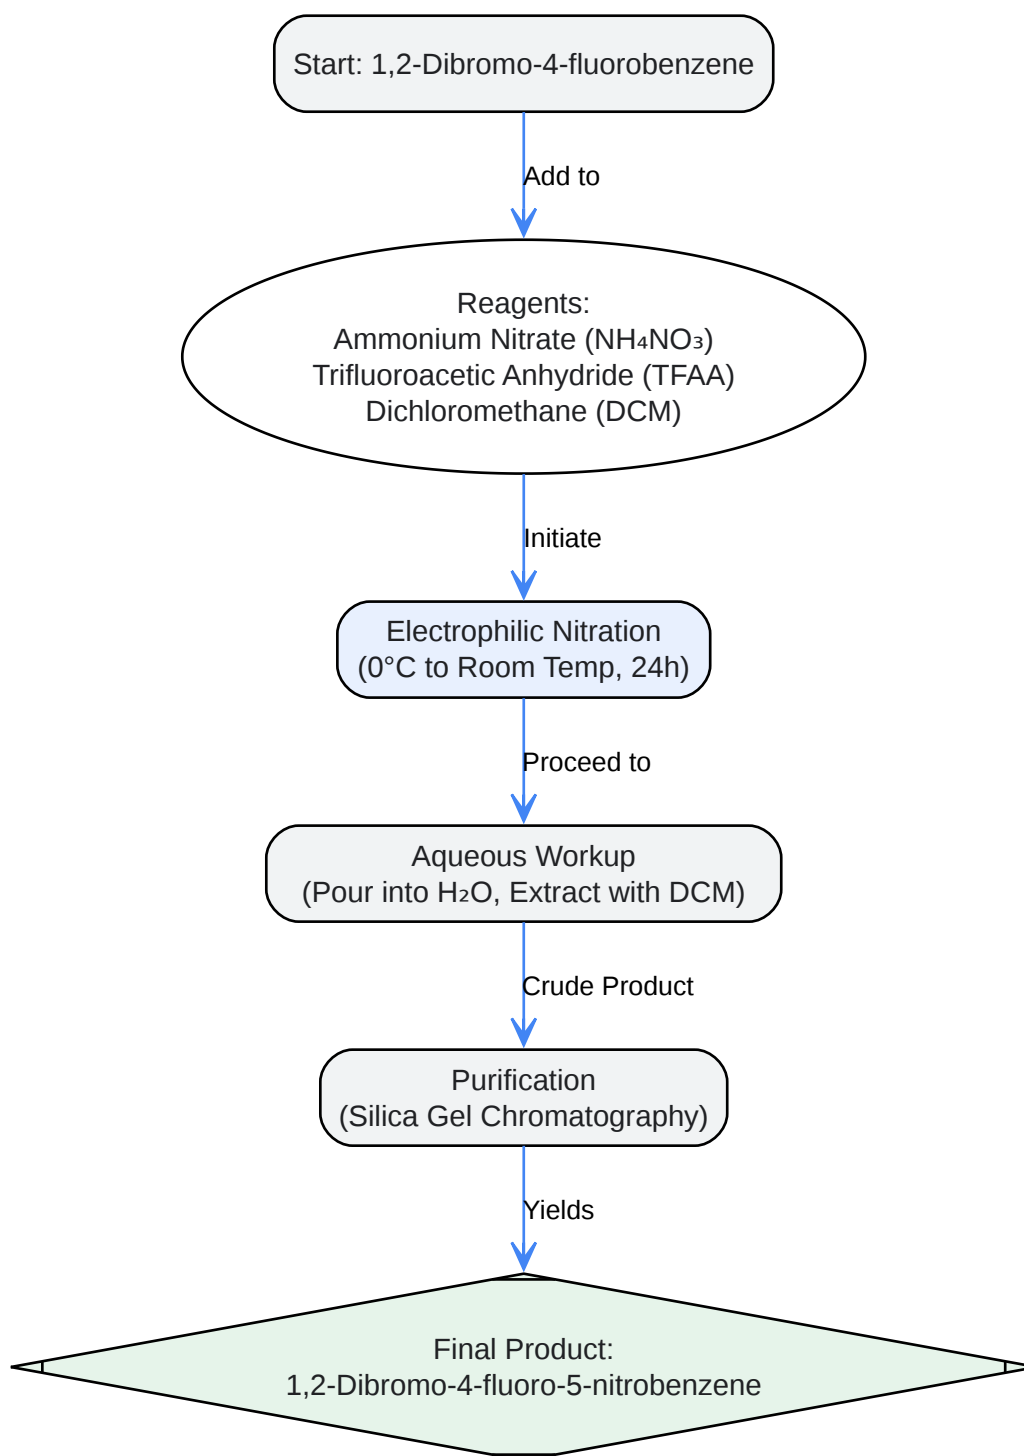 Start: 1,2-Dibromo-4-fluorobenzene
Add to
Reagents:
Ammonium Nitrate (NH₄NO₃)
Trifluoroacetic Anhydride (TFAA)
Dichloromethane (DCM)
Initiate
Electrophilic Nitration
(0°C to Room Temp, 24h)
Proceed to
Aqueous Workup
(Pour into H₂O, Extract with DCM)
Crude Product
Purification
(Silica Gel Chromatography)
Yields
Final Product:
1,2-Dibromo-4-fluoro-5-nitrobenzene